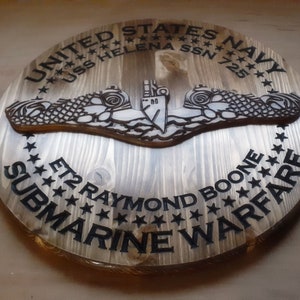 UNITED STATES NAVY
USS HELENA SSN 725
ET2 RAYMOND BOONE
SUBMARINE WARFARE